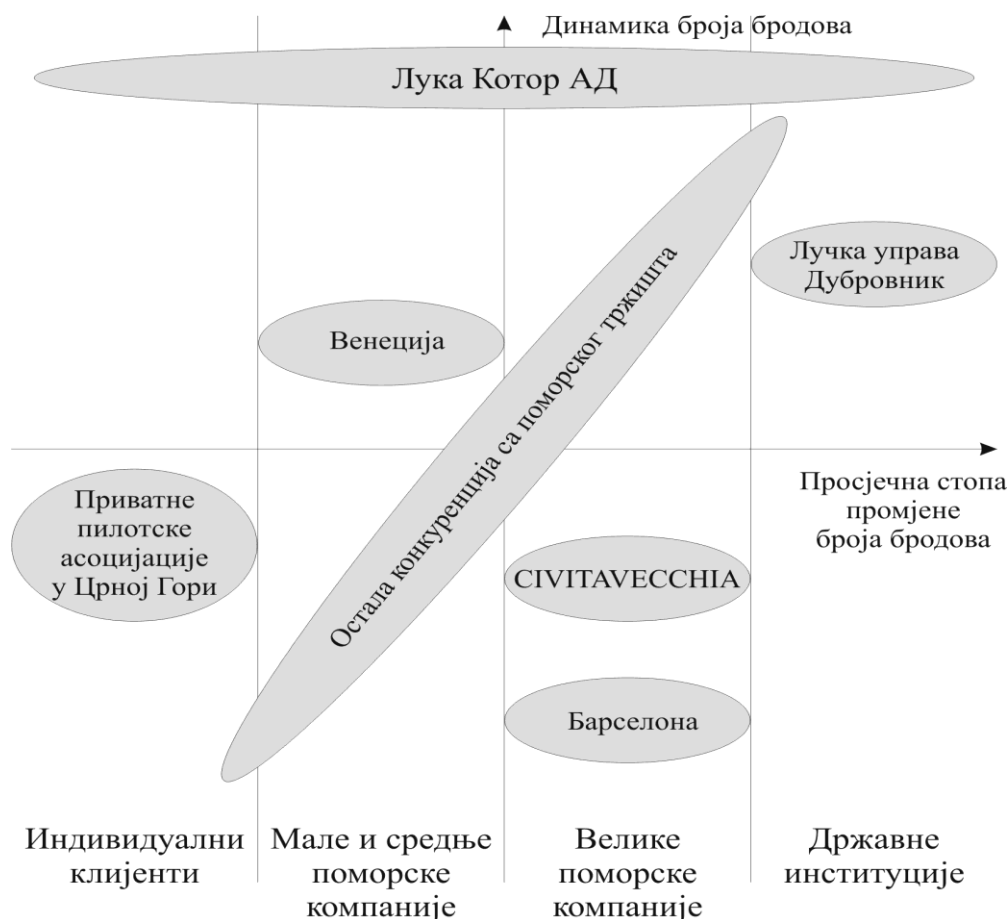 Динамика броја бродова
Лука Котор АД
Лучка управа
Дубровник
Венеција
Остала конкуренција са поморског тржишта
Просјечна стопа
промјене
броја бродова
Приватне
пилотске
асоцијације
у Црној Гори
CIVITAVECCHIA
Барселона
Индивидуални
клијенти
Мале и средње
поморске
компаније
Велике
поморске
компаније
Државне
институције